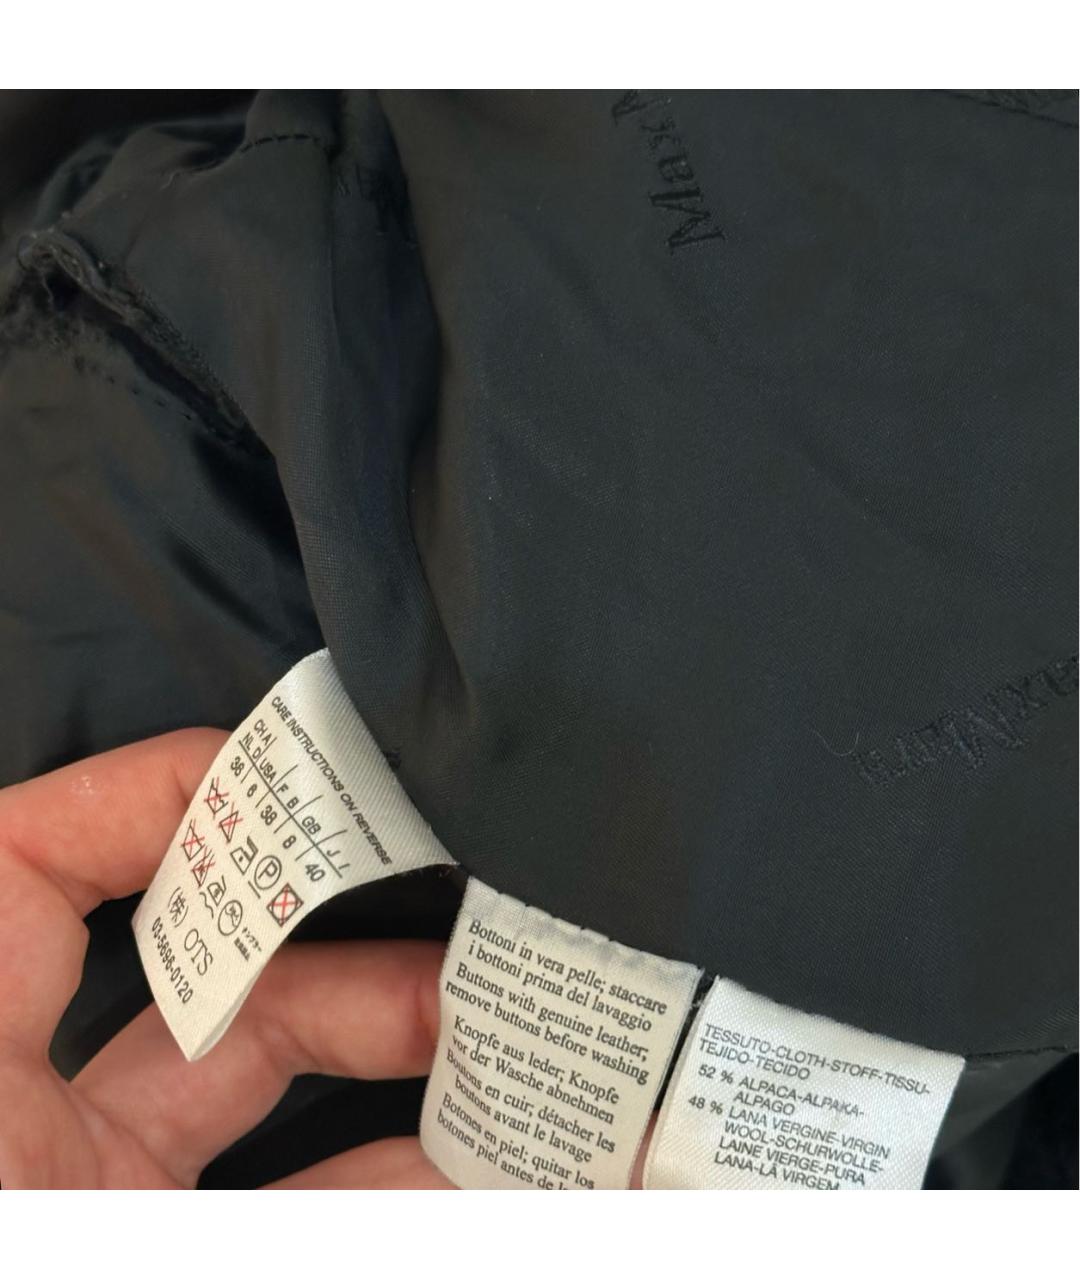 MaxMara
MaxMara
CARE INSTRUCTIONS ON REVERSE
CH A
NL D USA F B GB J I
36 8 38 8 40
P
(株) OTS
03-5696-0120
Bottoni in vera pelle; staccare
i bottoni prima del lavaggio
Buttons with genuine leather;
remove buttons before washing
Knopfe aus leder; Knopfe
vor der Wasche abnehmen
Boutons en cuir; détacher les
boutons avant le lavage
Botones en piel; quitar los
botones piel antes de
TESSUTO-CLOTH-STOFF-TISSU-
TEJIDO-TECIDO
52 % ALPACA-ALPAKA-
ALPAGO
48 % LANA VERGINE-VIRGIN
WOOL-SCHURWOLLE-
LAINE VIERGE-PURA
LANA-LÃ VIRGEM